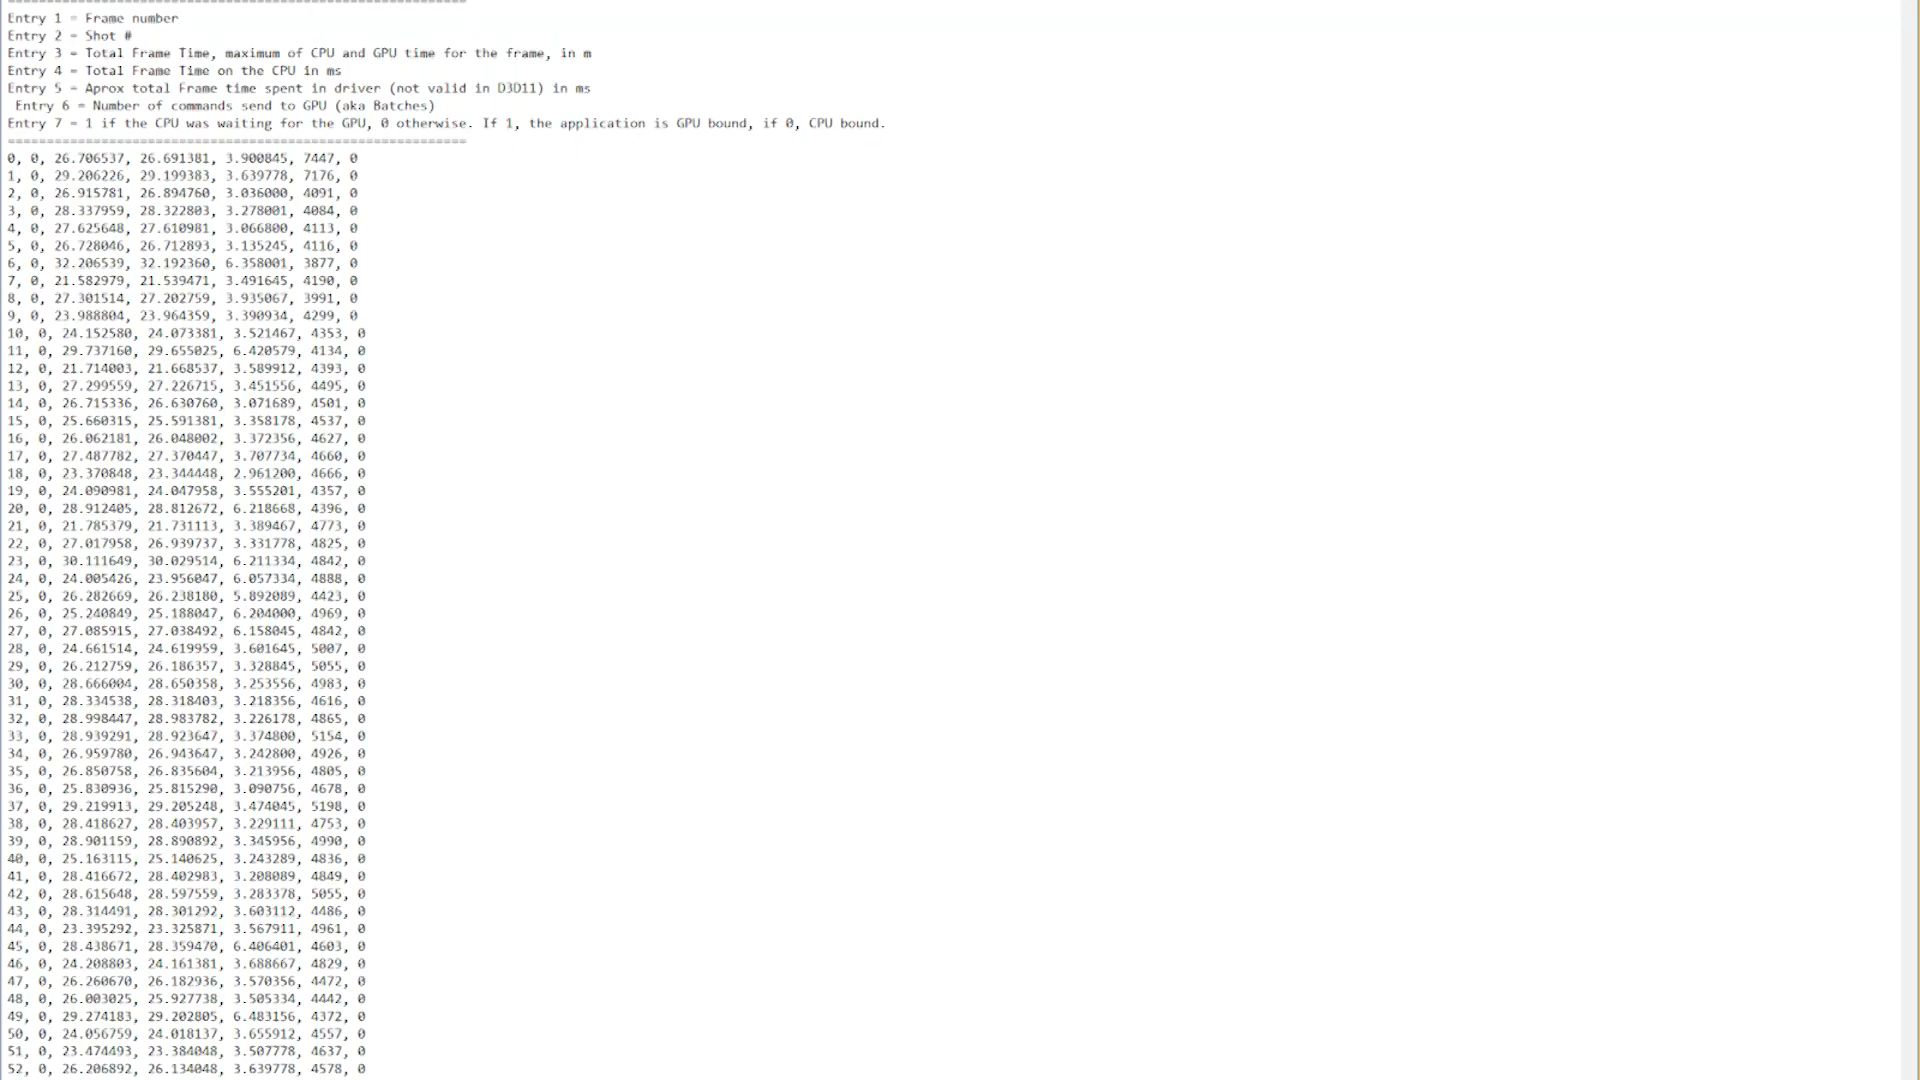 ============================================================
Entry 1 = Frame number
Entry 2 = Shot #
Entry 3 = Total Frame Time, maximum of CPU and GPU time for the frame, in m
Entry 4 = Total Frame Time on the CPU in ms
Entry 5 = Aprox total Frame time spent in driver (not valid in D3D11) in ms
Entry 6 = Number of commands send to GPU (aka Batches)
Entry 7 = 1 if the CPU was waiting for the GPU, 0 otherwise. If 1, the application is GPU bound, if 0, CPU bound.
============================================================
0, 0, 26.706537, 26.691381, 3.900845, 7447, 0
1, 0, 29.206226, 29.199383, 3.639778, 7176, 0
2, 0, 26.915781, 26.894760, 3.036000, 4091, 0
3, 0, 28.337959, 28.322803, 3.278001, 4084, 0
4, 0, 27.625648, 27.610981, 3.066800, 4113, 0
5, 0, 26.728046, 26.712893, 3.135245, 4116, 0
6, 0, 32.206539, 32.192360, 6.358001, 3877, 0
7, 0, 21.582979, 21.539471, 3.491645, 4190, 0
8, 0, 27.301514, 27.202759, 3.935067, 3991, 0
9, 0, 23.988804, 23.964359, 3.390934, 4299, 0
10, 0, 24.152580, 24.073381, 3.521467, 4353, 0
11, 0, 29.737160, 29.655025, 6.420579, 4134, 0
12, 0, 21.714003, 21.668537, 3.589912, 4393, 0
13, 0, 27.299559, 27.226715, 3.451556, 4495, 0
14, 0, 26.715336, 26.630760, 3.071689, 4501, 0
15, 0, 25.660315, 25.591381, 3.358178, 4537, 0
16, 0, 26.062181, 26.048002, 3.372356, 4627, 0
17, 0, 27.487782, 27.370447, 3.707734, 4660, 0
18, 0, 23.370848, 23.344448, 2.961200, 4666, 0
19, 0, 24.090981, 24.047958, 3.555201, 4357, 0
20, 0, 28.912405, 28.812672, 6.218668, 4396, 0
21, 0, 21.785379, 21.731113, 3.389467, 4773, 0
22, 0, 27.017958, 26.939737, 3.331778, 4825, 0
23, 0, 30.111649, 30.029514, 6.211334, 4842, 0
24, 0, 24.005426, 23.956047, 6.057334, 4888, 0
25, 0, 26.282669, 26.238180, 5.892089, 4423, 0
26, 0, 25.240849, 25.188047, 6.204000, 4969, 0
27, 0, 27.085915, 27.038492, 6.158045, 4842, 0
28, 0, 24.661514, 24.619959, 3.601645, 5007, 0
29, 0, 26.212759, 26.186357, 3.328845, 5055, 0
30, 0, 28.666004, 28.650358, 3.253556, 4983, 0
31, 0, 28.334538, 28.318403, 3.218356, 4616, 0
32, 0, 28.998447, 28.983782, 3.226178, 4865, 0
33, 0, 28.939291, 28.923647, 3.374800, 5154, 0
34, 0, 26.959780, 26.943647, 3.242800, 4926, 0
35, 0, 26.850758, 26.835604, 3.213956, 4805, 0
36, 0, 25.830936, 25.815290, 3.090756, 4678, 0
37, 0, 29.219913, 29.205248, 3.474045, 5198, 0
38, 0, 28.418627, 28.403957, 3.229111, 4753, 0
39, 0, 28.901159, 28.890892, 3.345956, 4990, 0
40, 0, 25.163115, 25.140625, 3.243289, 4836, 0
41, 0, 28.416672, 28.402983, 3.208089, 4849, 0
42, 0, 28.615648, 28.597559, 3.283378, 5055, 0
43, 0, 28.314491, 28.301292, 3.603112, 4486, 0
44, 0, 23.395292, 23.325871, 3.567911, 4961, 0
45, 0, 28.438671, 28.359470, 6.406401, 4603, 0
46, 0, 24.208803, 24.161381, 3.688667, 4829, 0
47, 0, 26.260670, 26.182936, 3.570356, 4472, 0
48, 0, 26.003025, 25.927738, 3.505334, 4442, 0
49, 0, 29.274183, 29.202805, 6.483156, 4372, 0
50, 0, 24.056759, 24.018137, 3.655912, 4557, 0
51, 0, 23.474493, 23.384048, 3.507778, 4637, 0
52, 0, 26.206892, 26.134048, 3.639778, 4578, 0